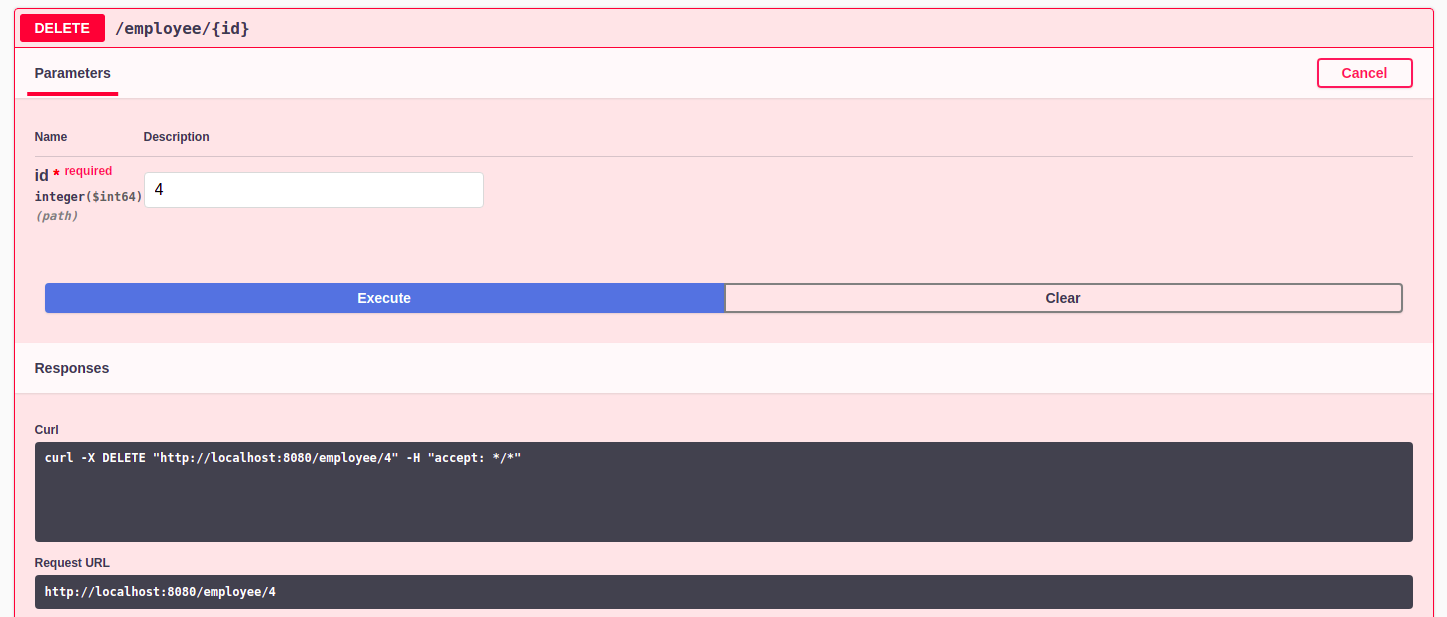 DELETE /employee/{id}
Parameters Cancel
Name Description
id * required
integer($int64) 4
(path)
Execute Clear
Responses
Curl
curl -X DELETE "http://localhost:8080/employee/4" -H "accept: */*"
Request URL
http://localhost:8080/employee/4